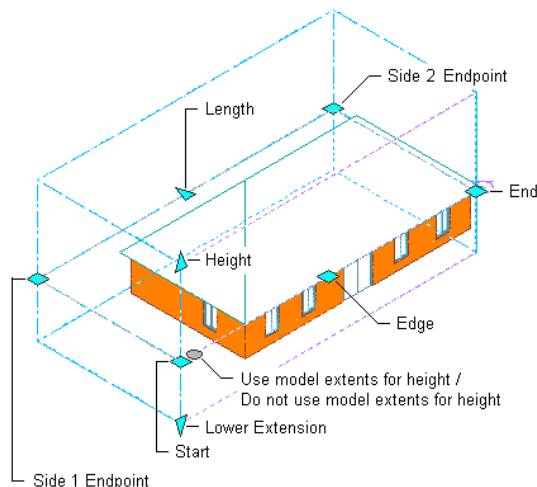 Side 2 Endpoint
Length
End
Height
Edge
Use model extents for height /
Do not use model extents for height
Lower Extension
Start
Side 1 Endpoint